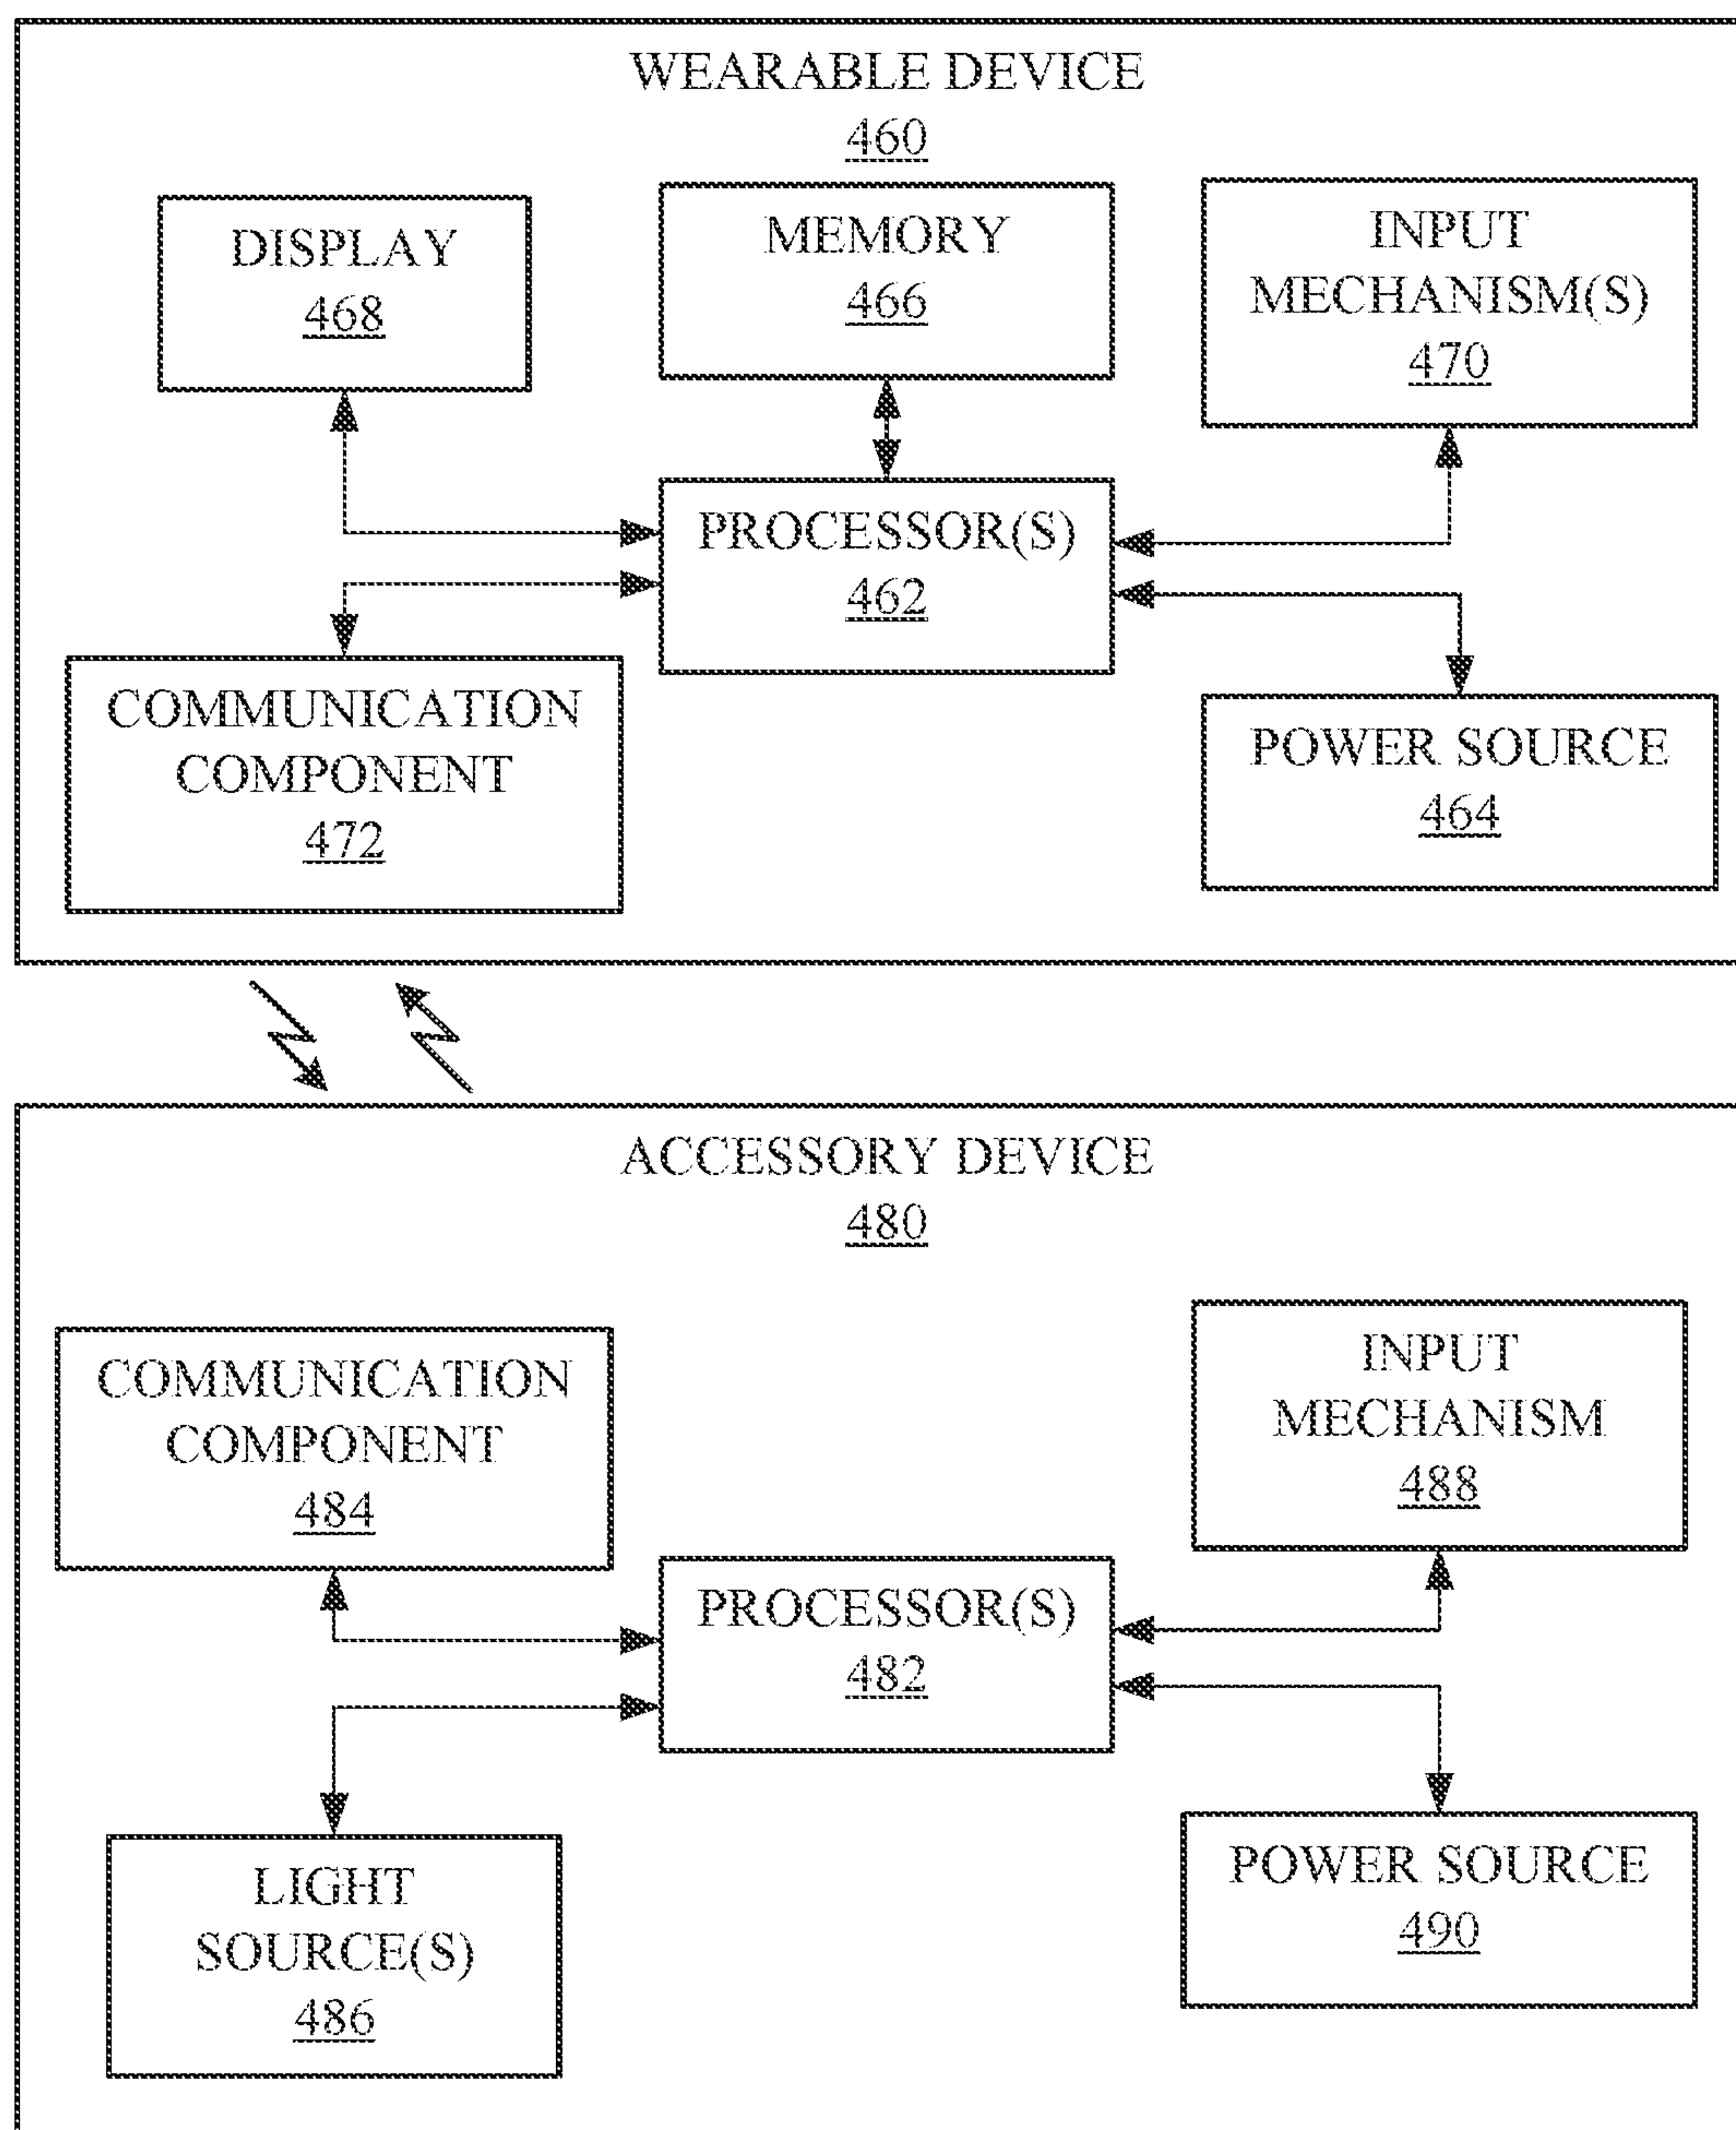 WEARABLE DEVICE
460
DISPLAY
468
MEMORY
466
INPUT
MECHANISM(S)
470
PROCESSOR(S)
462
COMMUNICATION
COMPONENT
472
POWER SOURCE
464
ACCESSORY DEVICE
480
COMMUNICATION
COMPONENT
484
INPUT
MECHANISM
488
PROCESSOR(S)
482
LIGHT
SOURCE(S)
486
POWER SOURCE
490